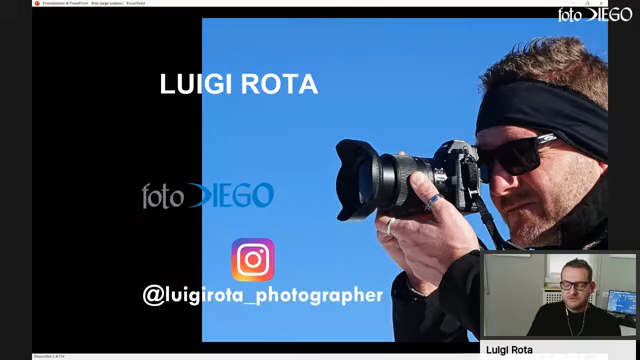 foto DIEGO
LUIGI ROTA
foto DIEGO
@luigirota_photographer
Luigi Rota